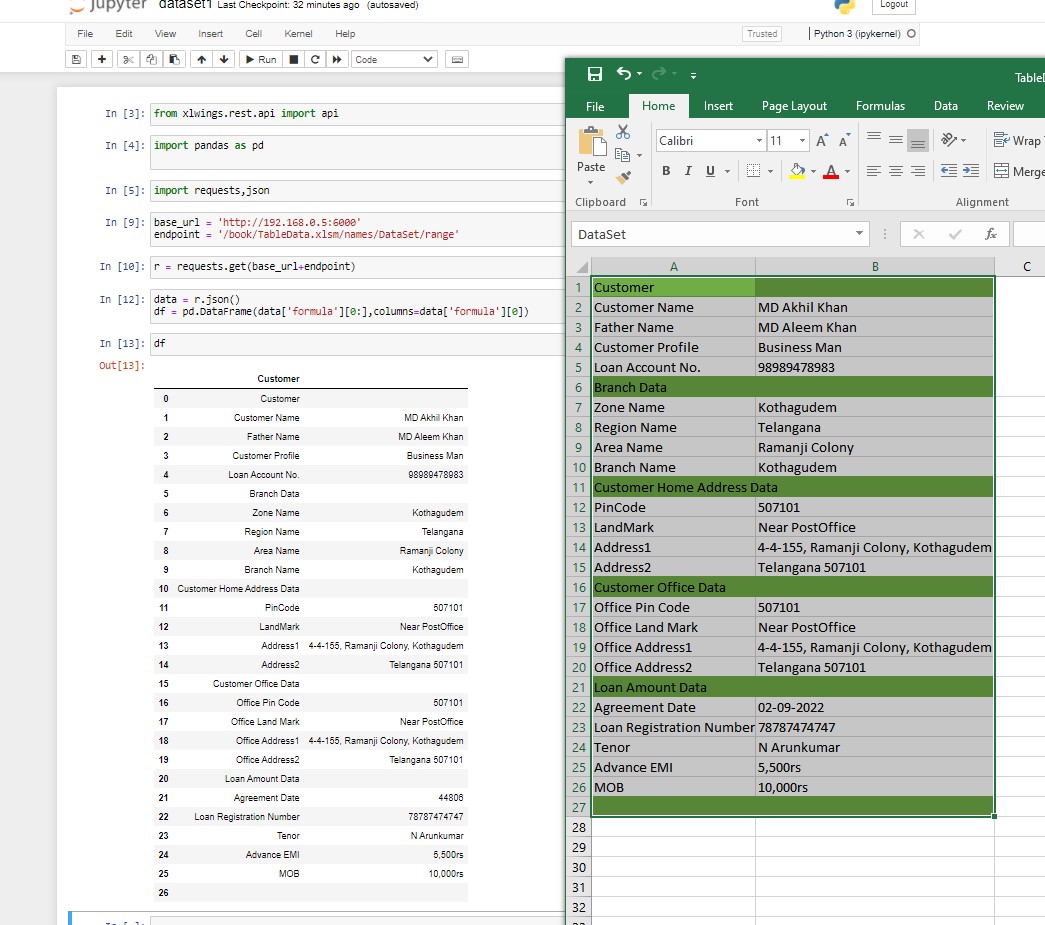 jupyter dataset1 Last Checkpoint: 32 minutes ago (autosaved)
Logout
File Edit View Insert Cell Kernel Help
Trusted Python 3 (ipykernel)
Run Code
In [3]: from xlwings.rest.api import api
In [4]: import pandas as pd
In [5]: import requests,json
In [9]: base_url = 'http://192.168.0.5:6000'
endpoint = '/book/TableData.xlsm/names/DataSet/range'
In [10]: r = requests.get(base_url+endpoint)
In [12]: data = r.json()
df = pd.DataFrame(data['formula'][0:],columns=data['formula'][0])
In [13]: df
Out[13]:
Customer
0 Customer
1 Customer Name MD Akhil Khan
2 Father Name MD Aleem Khan
3 Customer Profile Business Man
4 Loan Account No. 98989478983
5 Branch Data
6 Zone Name Kothagudem
7 Region Name Telangana
8 Area Name Ramanji Colony
9 Branch Name Kothagudem
10 Customer Home Address Data
11 PinCode 507101
12 LandMark Near PostOffice
13 Address1 4-4-155, Ramanji Colony, Kothagudem
14 Address2 Telangana 507101
15 Customer Office Data
16 Office Pin Code 507101
17 Office Land Mark Near PostOffice
18 Office Address1 4-4-155, Ramanji Colony, Kothagudem
19 Office Address2 Telangana 507101
20 Loan Amount Data
21 Agreement Date 44806
22 Loan Registration Number 78787474747
23 Tenor N Arunkumar
24 Advance EMI 5,500rs
25 MOB 10,000rs
26
TableD
File Home Insert Page Layout Formulas Data Review
Paste
Calibri 11
B I U
A A
A
Wrap
Merge
Clipboard Font Alignment
DataSet fx
A B C
1 Customer
2 Customer Name MD Akhil Khan
3 Father Name MD Aleem Khan
4 Customer Profile Business Man
5 Loan Account No. 98989478983
6 Branch Data
7 Zone Name Kothagudem
8 Region Name Telangana
9 Area Name Ramanji Colony
10 Branch Name Kothagudem
11 Customer Home Address Data
12 PinCode 507101
13 LandMark Near PostOffice
14 Address1 4-4-155, Ramanji Colony, Kothagudem
15 Address2 Telangana 507101
16 Customer Office Data
17 Office Pin Code 507101
18 Office Land Mark Near PostOffice
19 Office Address1 4-4-155, Ramanji Colony, Kothagudem
20 Office Address2 Telangana 507101
21 Loan Amount Data
22 Agreement Date 02-09-2022
23 Loan Registration Number 78787474747
24 Tenor N Arunkumar
25 Advance EMI 5,500rs
26 MOB 10,000rs
27
28
29
30
31
32